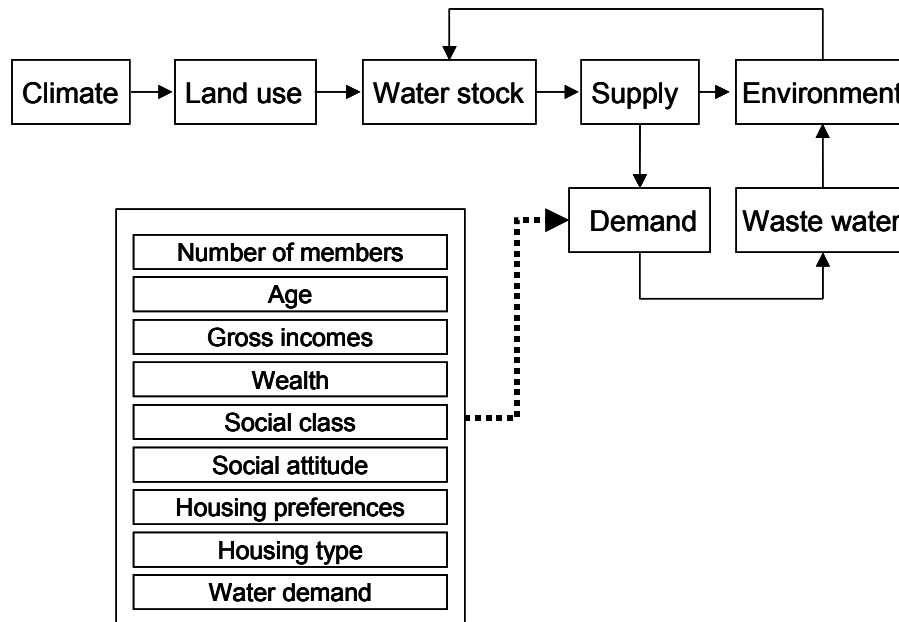 Climate
Land use
Water stock
Supply
Environment
Demand
Waste water
Number of members
Age
Gross incomes
Wealth
Social class
Social attitude
Housing preferences
Housing type
Water demand